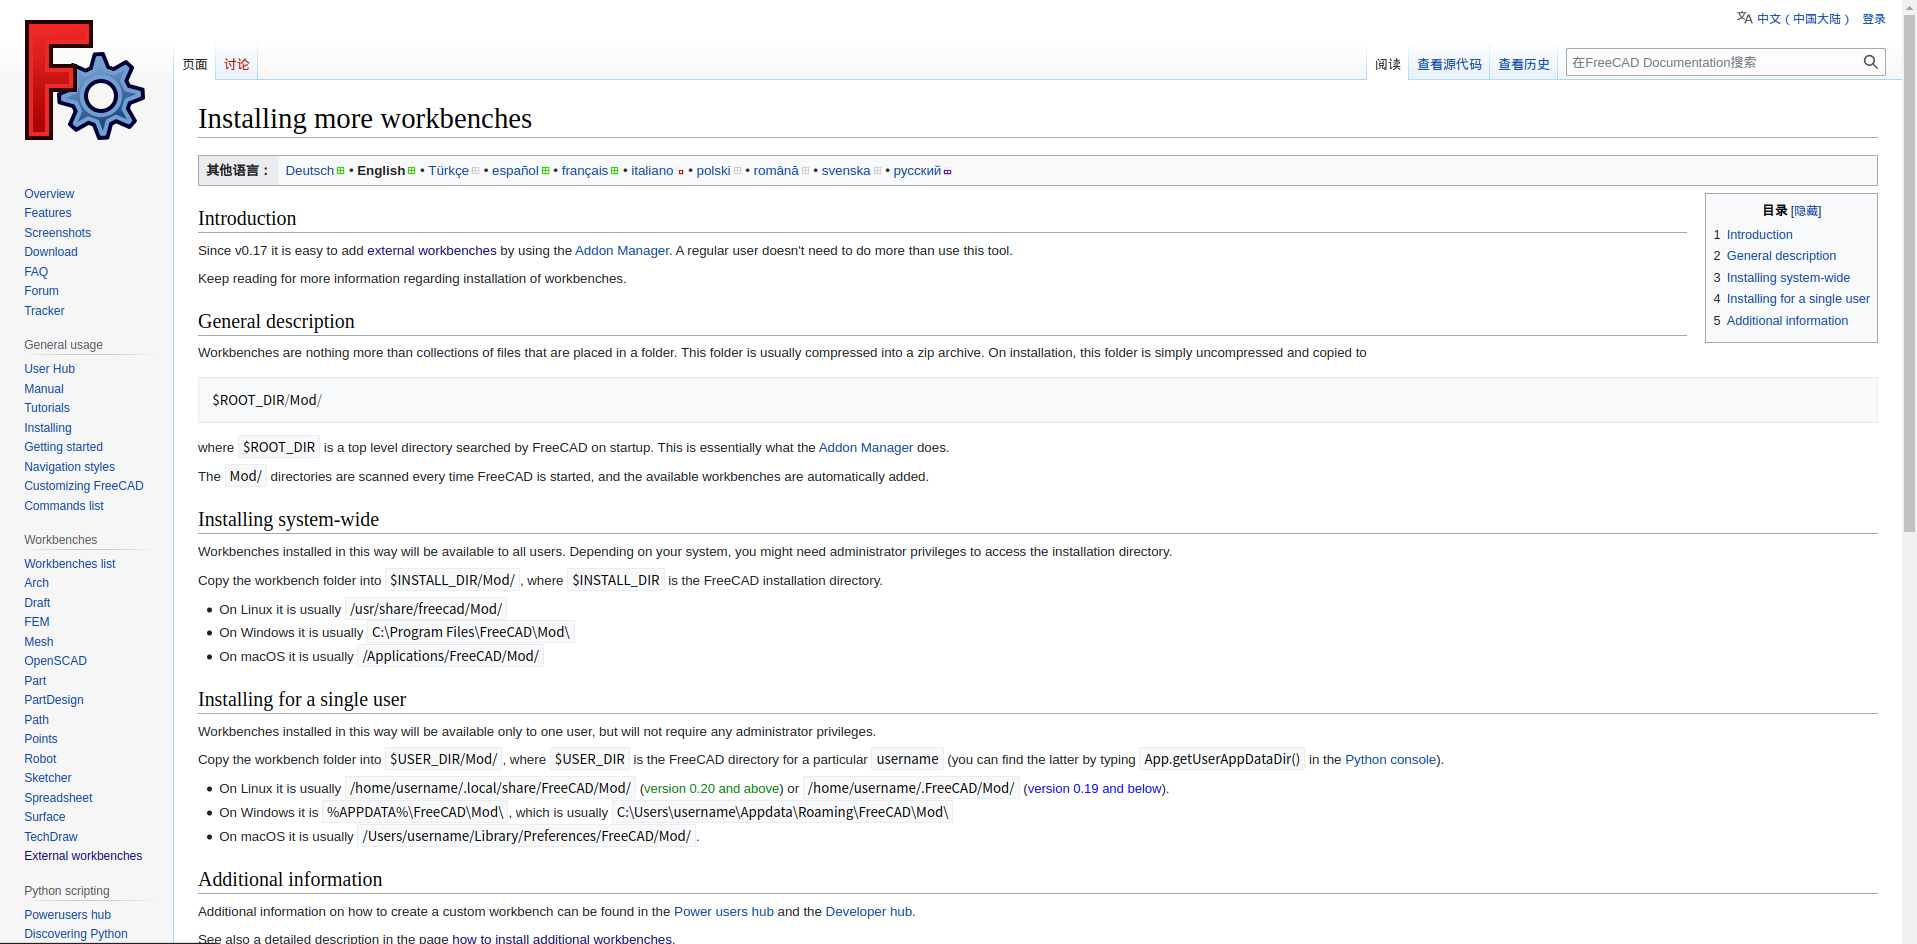 中文（中国大陆） 登录
页面 讨论 阅读 查看源代码 查看历史 在FreeCAD Documentation搜索
Overview
Features
Screenshots
Download
FAQ
Forum
Tracker
General usage
User Hub
Manual
Tutorials
Installing
Getting started
Navigation styles
Customizing FreeCAD
Commands list
Workbenches
Workbenches list
Arch
Draft
FEM
Mesh
OpenSCAD
Part
PartDesign
Path
Points
Robot
Sketcher
Spreadsheet
Surface
TechDraw
External workbenches
Python scripting
Powerusers hub
Discovering Python
Installing more workbenches
其他语言： Deutsch • English • Türkçe • español • français • italiano • polski • română • svenska • русский
目录 [隐藏]
1 Introduction
2 General description
3 Installing system-wide
4 Installing for a single user
5 Additional information
Introduction
Since v0.17 it is easy to add external workbenches by using the Addon Manager. A regular user doesn't need to do more than use this tool.
Keep reading for more information regarding installation of workbenches.
General description
Workbenches are nothing more than collections of files that are placed in a folder. This folder is usually compressed into a zip archive. On installation, this folder is simply uncompressed and copied to
$ROOT_DIR/Mod/
where $ROOT_DIR is a top level directory searched by FreeCAD on startup. This is essentially what the Addon Manager does.
The Mod/ directories are scanned every time FreeCAD is started, and the available workbenches are automatically added.
Installing system-wide
Workbenches installed in this way will be available to all users. Depending on your system, you might need administrator privileges to access the installation directory.
Copy the workbench folder into $INSTALL_DIR/Mod/, where $INSTALL_DIR is the FreeCAD installation directory.
• On Linux it is usually /usr/share/freecad/Mod/
• On Windows it is usually C:\Program Files\FreeCAD\Mod\
• On macOS it is usually /Applications/FreeCAD/Mod/
Installing for a single user
Workbenches installed in this way will be available only to one user, but will not require any administrator privileges.
Copy the workbench folder into $USER_DIR/Mod/, where $USER_DIR is the FreeCAD directory for a particular username (you can find the latter by typing App.getUserAppDataDir() in the Python console).
• On Linux it is usually /home/username/.local/share/FreeCAD/Mod/ (version 0.20 and above) or /home/username/.FreeCAD/Mod/ (version 0.19 and below).
• On Windows it is %APPDATA%\FreeCAD\Mod\, which is usually C:\Users\username\Appdata\Roaming\FreeCAD\Mod\
• On macOS it is usually /Users/username/Library/Preferences/FreeCAD/Mod/.
Additional information
Additional information on how to create a custom workbench can be found in the Power users hub and the Developer hub.
See also a detailed description in the page how to install additional workbenches.